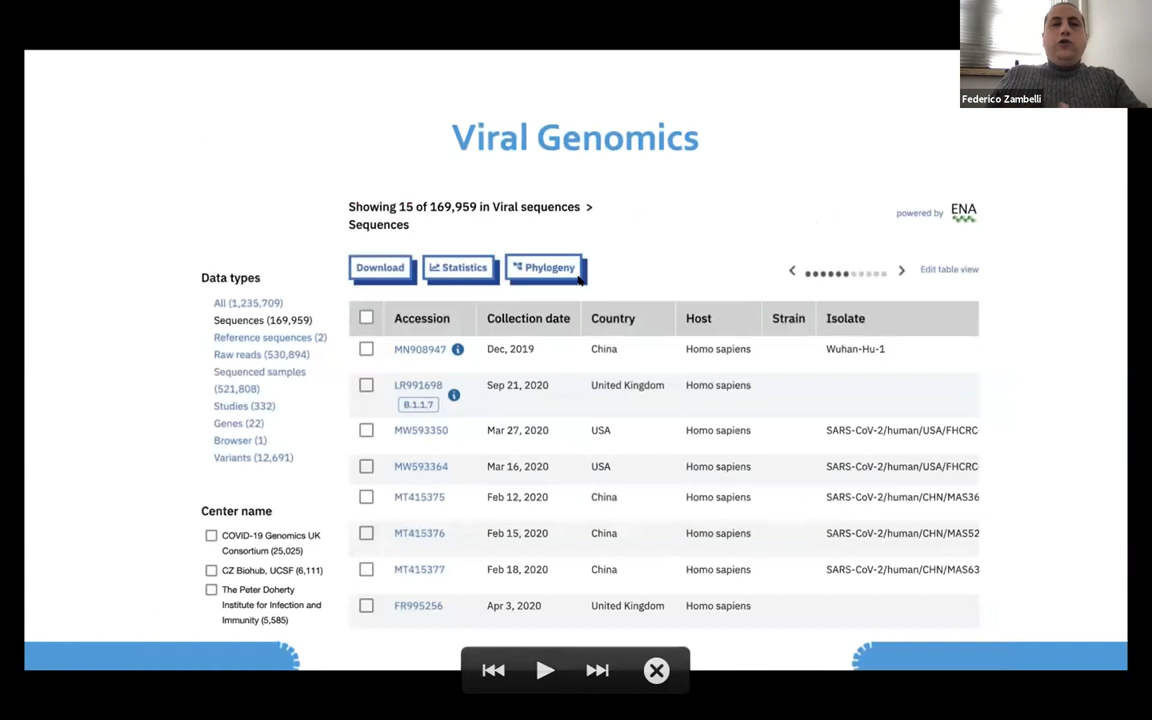 Federico Zambelli
Viral Genomics
Showing 15 of 169,959 in Viral sequences >
Sequences
powered by ENA
Download
Statistics
Phylogeny
Edit table view
Data types
All (1,235,709)
Sequences (169,959)
Reference sequences (2)
Raw reads (530,894)
Sequenced samples
(521,808)
Studies (332)
Genes (22)
Browser (1)
Variants (12,691)
Center name
COVID-19 Genomics UK
Consortium (25,025)
CZ Biohub, UCSF (6,111)
The Peter Doherty
Institute for Infection and
Immunity (5,585)
Accession Collection date Country Host Strain Isolate
MN908947 Dec, 2019 China Homo sapiens Wuhan-Hu-1
LR991698 Sep 21, 2020 United Kingdom Homo sapiens
B.1.1.7
MW593350 Mar 27, 2020 USA Homo sapiens SARS-CoV-2/human/USA/FHCRC
MW593364 Mar 16, 2020 USA Homo sapiens SARS-CoV-2/human/USA/FHCRC
MT415375 Feb 12, 2020 China Homo sapiens SARS-CoV-2/human/CHN/MAS36
MT415376 Feb 15, 2020 China Homo sapiens SARS-CoV-2/human/CHN/MAS52
MT415377 Feb 18, 2020 China Homo sapiens SARS-CoV-2/human/CHN/MAS63
FR995256 Apr 3, 2020 United Kingdom Homo sapiens